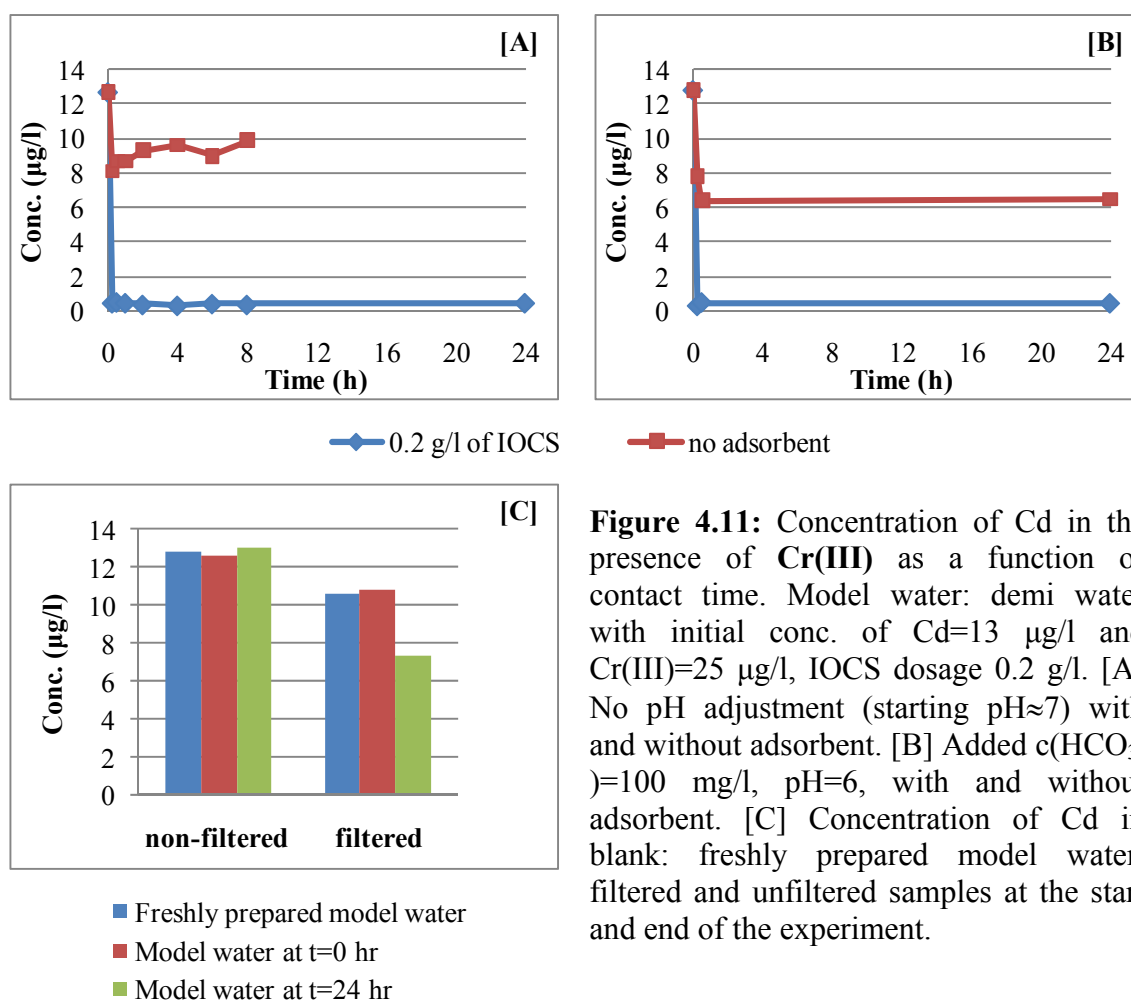 [A]
14
12
10
8
6
4
2
0
Conc. (µg/l)
0 4 8 12 16 20 24
Time (h)
[B]
14
12
10
8
6
4
2
0
Conc. (µg/l)
0 4 8 12 16 20 24
Time (h)
0.2 g/l of IOCS no adsorbent
[C]
14
12
10
8
6
4
2
0
Conc. (µg/l)
non-filtered filtered
Freshly prepared model water
Model water at t=0 hr
Model water at t=24 hr
Figure 4.11: Concentration of Cd in th
presence of Cr(III) as a function o
contact time. Model water: demi wate
with initial conc. of Cd=13 µg/l and
Cr(III)=25 µg/l, IOCS dosage 0.2 g/l. [A
No pH adjustment (starting pH≈7) with
and without adsorbent. [B] Added c(HCO3
)=100 mg/l, pH=6, with and withou
adsorbent. [C] Concentration of Cd in
blank: freshly prepared model water
filtered and unfiltered samples at the star
and end of the experiment.